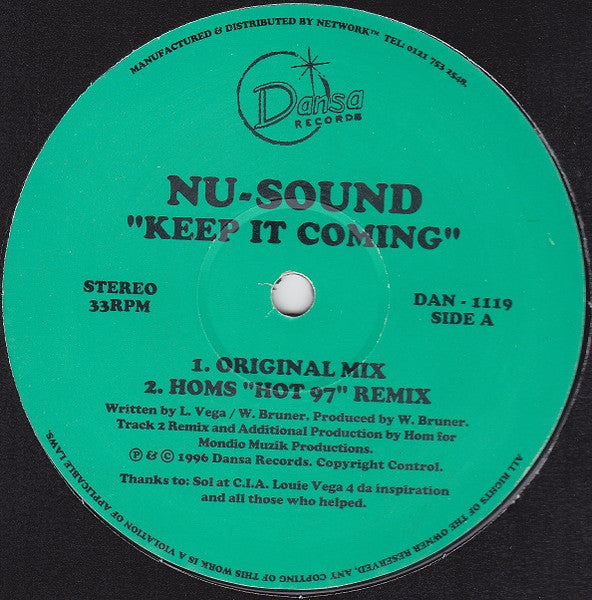 MANUFACTURED & DISTRIBUTED BY NETWORK™ TEL: 0121 753 2548.
Dansa
RECORDS
NU-SOUND
"KEEP IT COMING"
STEREO
33RPM
DAN - 1119
SIDE A
1. ORIGINAL MIX
2. HOMS "HOT 97" REMIX
Written by L. Vega / W. Bruner. Produced by W. Bruner.
Track 2 Remix and Additional Production by Hom for
Mondio Muzik Productions.
℗ & © 1996 Dansa Records. Copyright Control.
Thanks to: Sol at C.I.A. Louie Vega 4 da inspiration
and all those who helped.
ALL RIGHTS OF THE OWNER RESERVED, ANY COPYING OF THIS WORK IS A VIOLATION OF APPLICABLE LAWS.